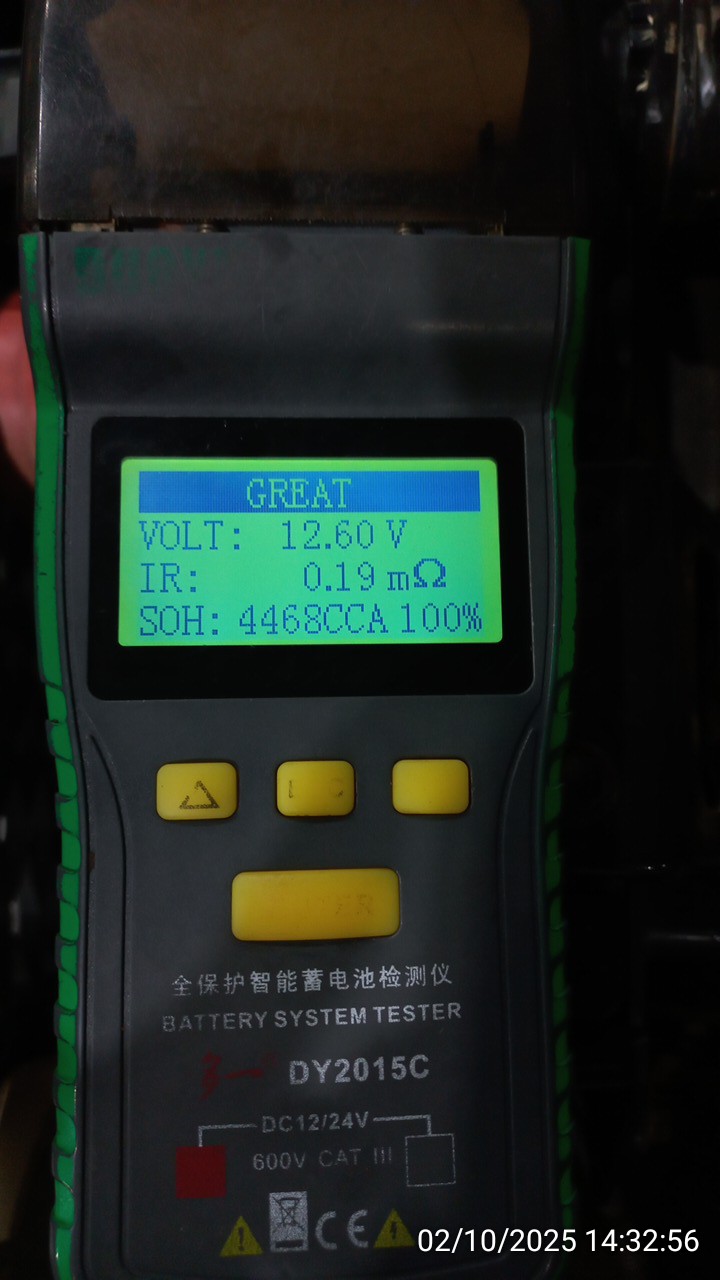 GREAT
VOLT: 12.60 V
IR: 0.19 mΩ
SOH: 4468CCA 100%
全保护智能蓄电池检测仪
BATTERY SYSTEM TESTER
DY2015C
DC12/24V
600V CAT III
CE
02/10/2025 14:32:56